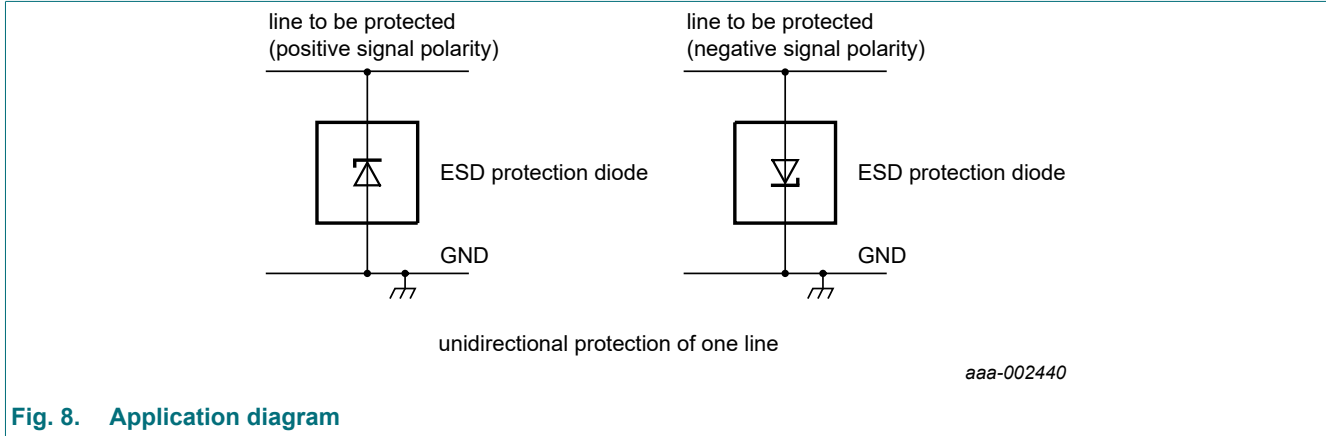 line to be protected
(positive signal polarity)
line to be protected
(negative signal polarity)
ESD protection diode
ESD protection diode
GND
GND
unidirectional protection of one line
aaa-002440
Fig. 8. Application diagram